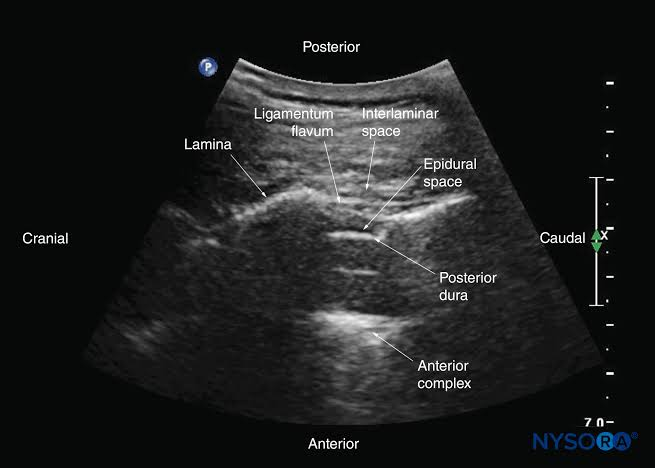 Posterior
P
Ligamentum
flavum
Interlaminar
space
Lamina
Epidural
space
Cranial
Caudal
X
Posterior
dura
Anterior
complex
7.0
Anterior
NYSORA®